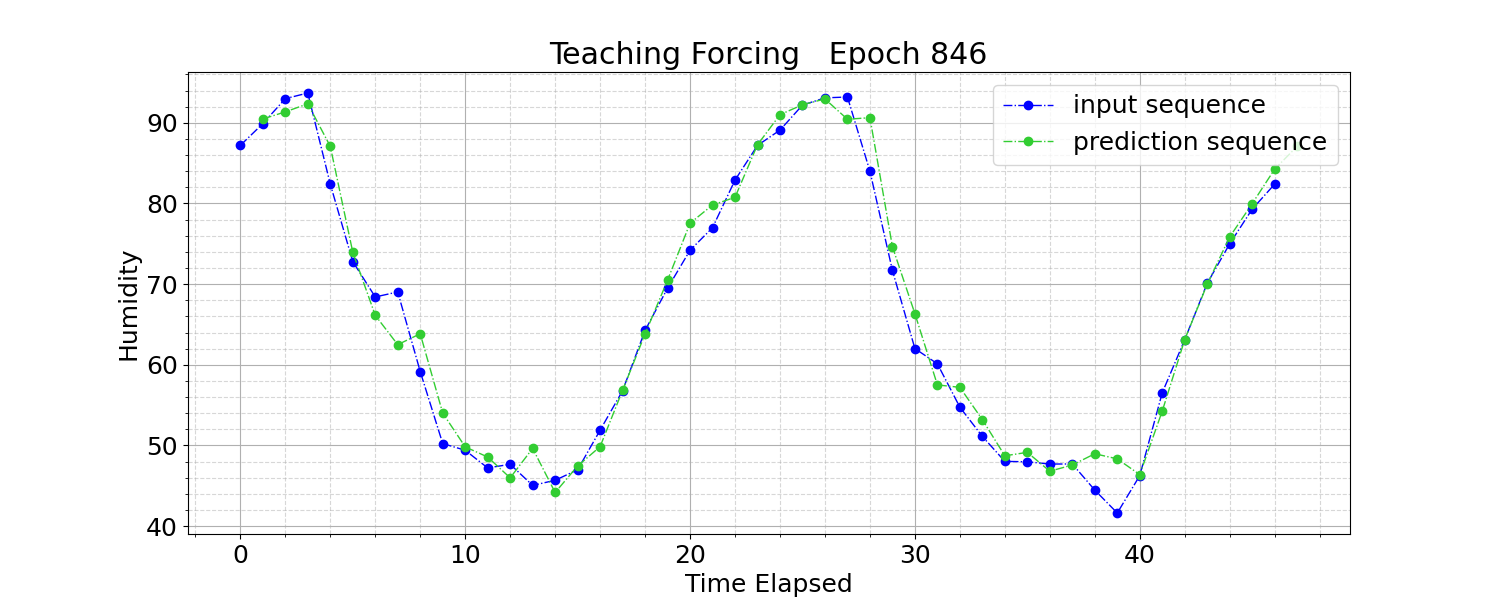 Teaching Forcing   Epoch 846
input sequence
prediction sequence
Humidity
90
80
70
60
50
40
0 10 20 30 40
Time Elapsed